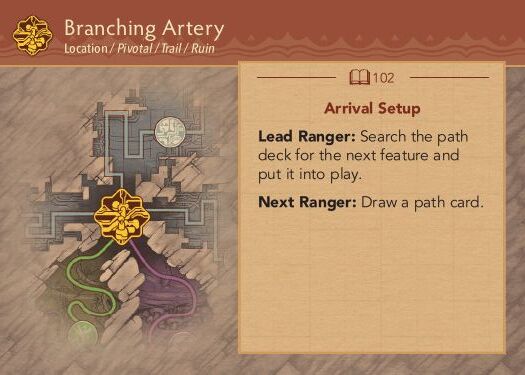 Branching Artery
Location / Pivotal / Trail / Ruin
102
Arrival Setup
Lead Ranger: Search the path
deck for the next feature and
put it into play.
Next Ranger: Draw a path card.